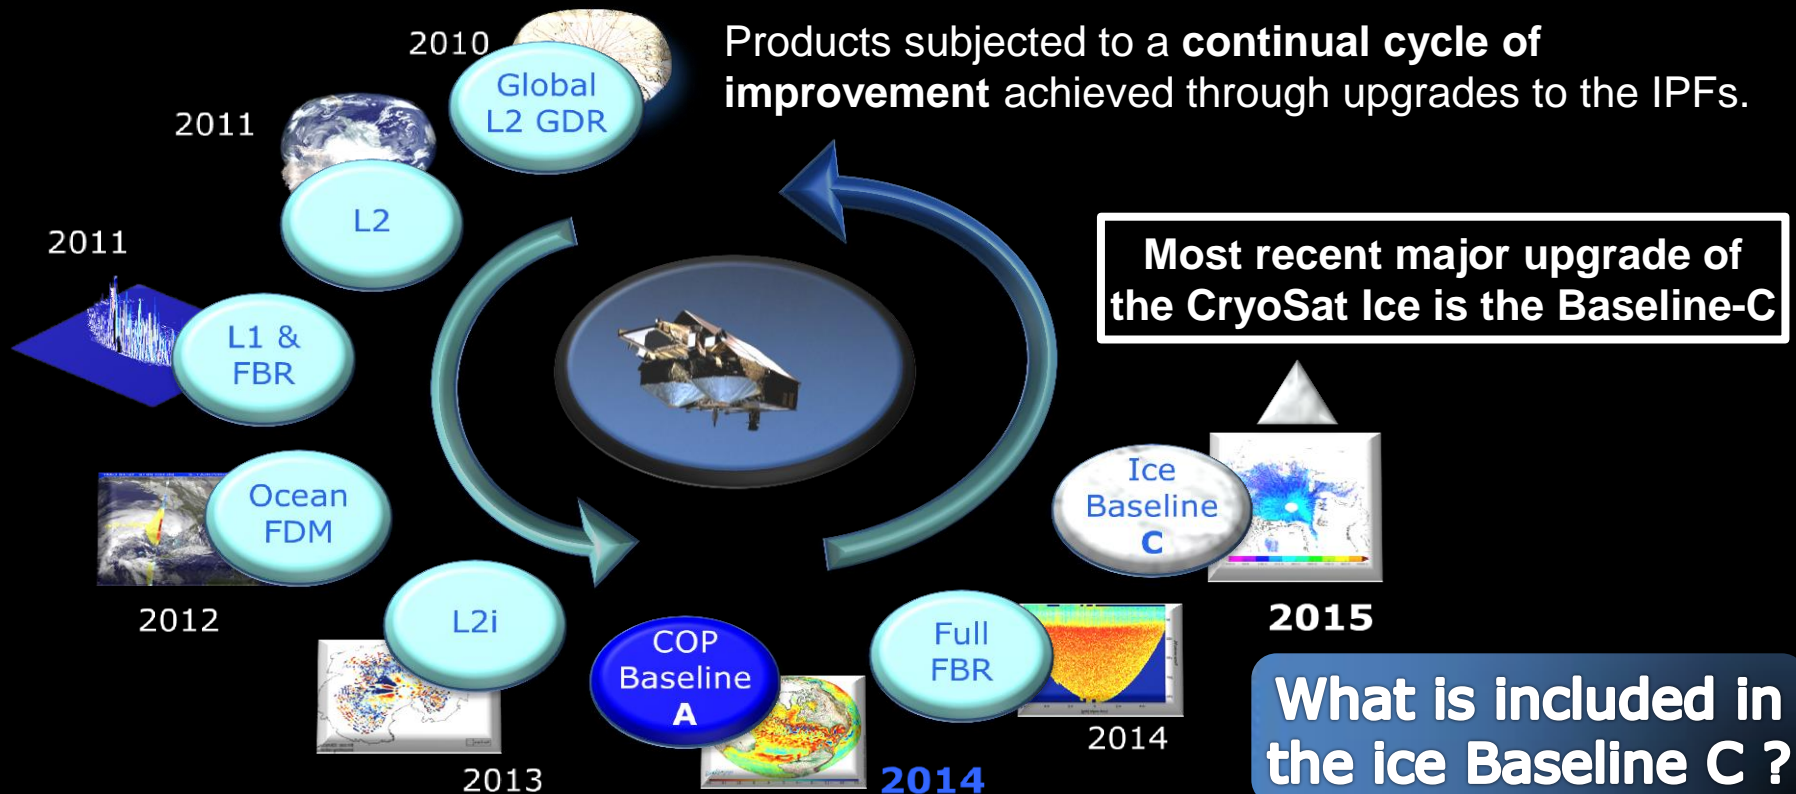 Products subjected to a continual cycle of
improvement achieved through upgrades to the IPFs.
2010
Global
L2 GDR
2011
L2
2011
L1 &
FBR
Ocean
FDM
2012
L2i
2013
COP
Baseline
A
2014
Full
FBR
2014
Ice
Baseline
C
2015
Most recent major upgrade of
the CryoSat Ice is the Baseline-C
What is included in
the ice Baseline C ?